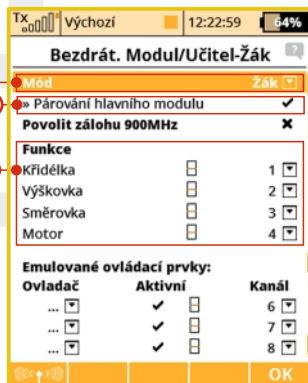 Tx Výchozí 12:22:59 64%
Bezdrát. Modul/Učitel-Žák
Mód Žák
» Párování hlavního modulu
Povolit zálohu 900MHz
Funkce
Křidélka 1
Výškovka 2
Směrovka 3
Motor 4
Emulované ovládací prvky:
Ovladač Aktivní Kanál
... 6
... 7
... 8
OK